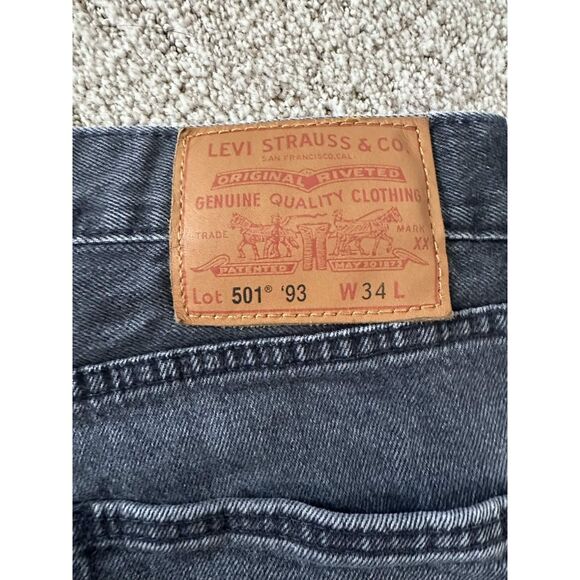 LEVI STRAUSS & CO.
SAN FRANCISCO, CAL.
ORIGINAL RIVETED
GENUINE QUALITY CLOTHING
TRADE MARK
XX
PATENTED MAY 20 1873
Lot 501® '93 W 34 L